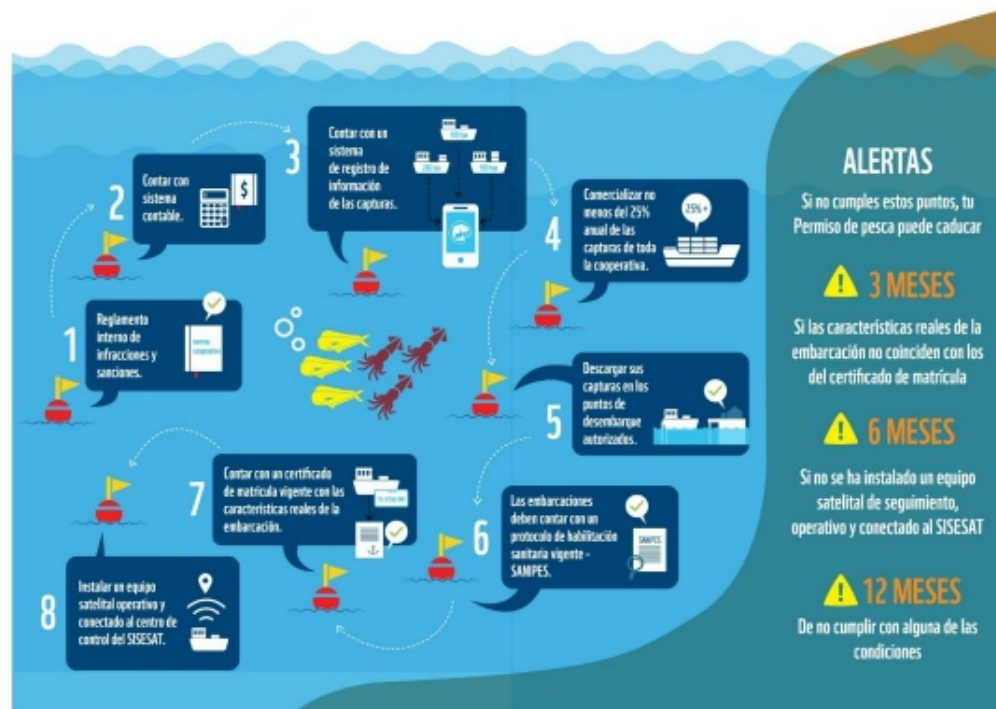 1
Reglamento
interno de
infracciones y
sanciones.
2
Contar con
sistema
contable.
$
3
Contar con un
sistema
de registro de
información
de las capturas.
4
Comercializar no
menos del 25%
anual de las
capturas de toda
la cooperativa.
25%+
5
Descargar sus
capturas en los
puntos de
desembarque
autorizados.
6
Las embarcaciones
deben contar con un
protocolo de habilitación
sanitaria vigente -
SANIPES.
SANIPES
7
Contar con un certificado
de matrícula vigente con las
características reales de
la embarcación.
8
Instalar un equipo
satelital operativo y
conectado al centro de
control del SISESAT.
ALERTAS
Si no cumples estos puntos, tu
Permiso de pesca puede caducar
! 3 MESES
Si las características reales de la
embarcación no coinciden con los
del certificado de matrícula
! 6 MESES
Si no se ha instalado un equipo
satelital de seguimiento,
operativo y conectado al SISESAT
! 12 MESES
De no cumplir con alguna de las
condiciones